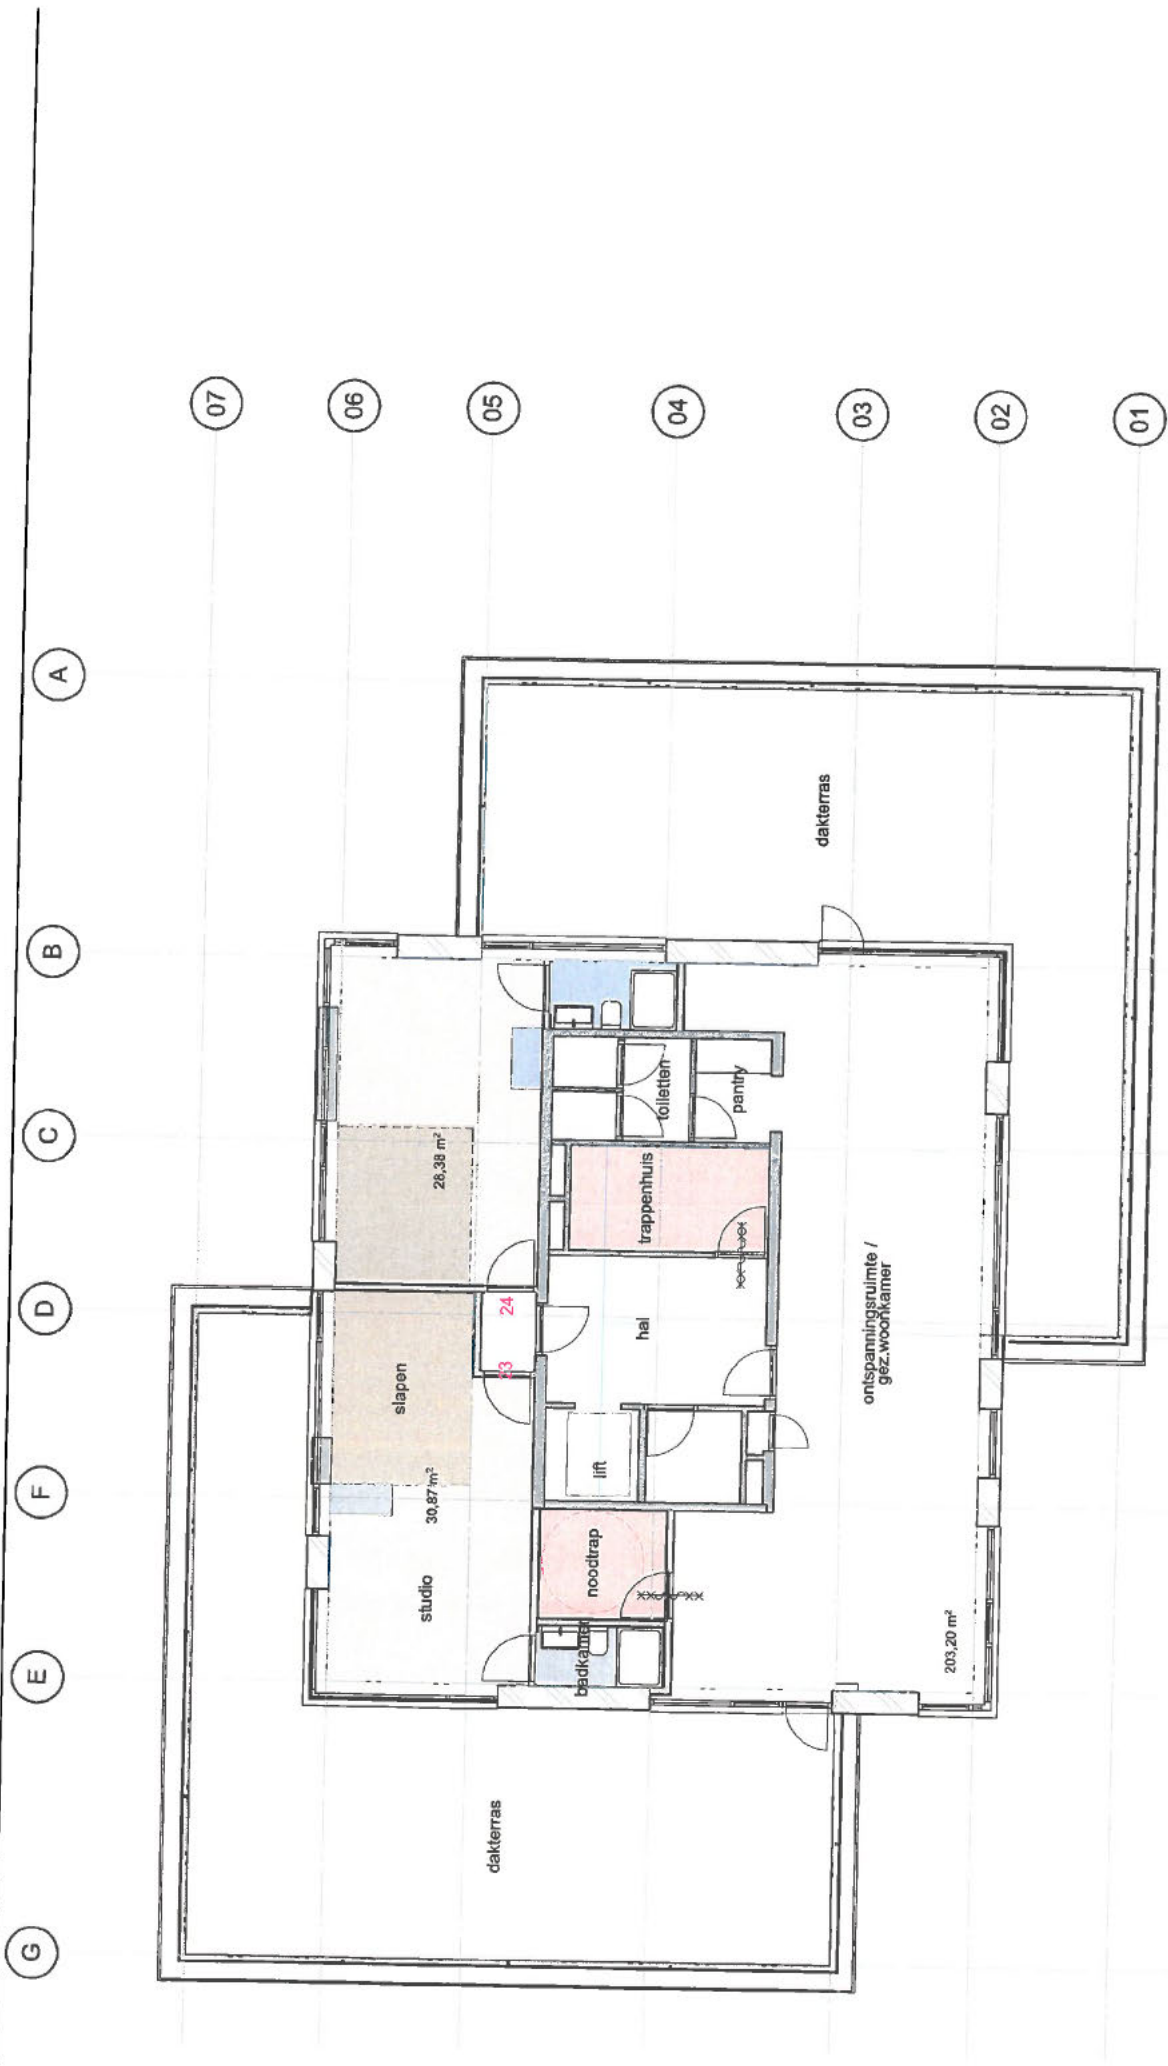 G
E
F
D
C
B
A
07
06
05
04
03
02
01
dakterras
studio
30,87 m²
slapen
28,38 m²
badkamer
noodtrap
lift
23
24
hal
trappenhuis
toiletten
pantry
203,20 m²
ontspanningsruimte /
gez.woonkamer
dakterras